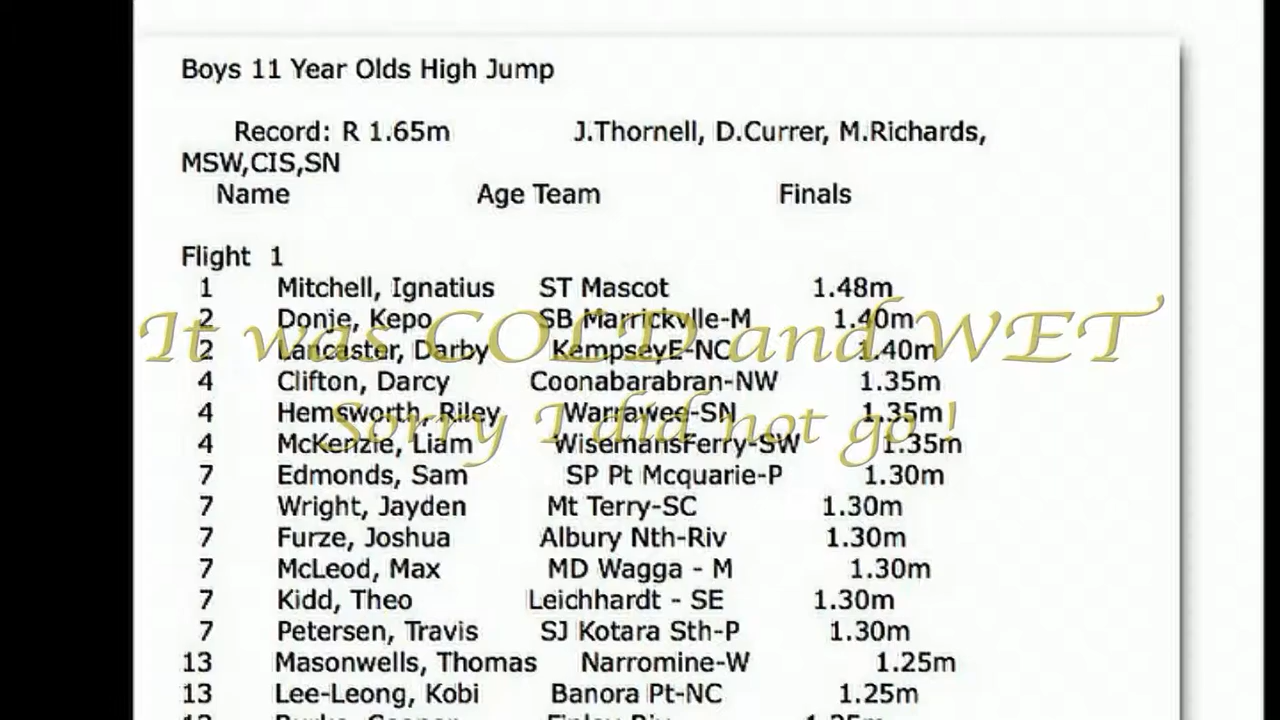 Boys 11 Year Olds High Jump
Record: R 1.65m J.Thornell, D.Currer, M.Richards,
MSW,CIS,SN
Name Age Team Finals
Flight 1
1 Mitchell, Ignatius ST Mascot 1.48m
2 Donje, Kepo SB Marrickvlle-M 1.40m
It was COLD and WET
2 Lancaster, Darby KempseyE-NC 1.40m
4 Clifton, Darcy Coonabarabran-NW 1.35m
4 Hemsworth, Riley Warrawee-SN 1.35m
Sorry I did not go !
4 McKenzie, Liam WisemansFerry-SW 1.35m
7 Edmonds, Sam SP Pt Mcquarie-P 1.30m
7 Wright, Jayden Mt Terry-SC 1.30m
7 Furze, Joshua Albury Nth-Riv 1.30m
7 McLeod, Max MD Wagga - M 1.30m
7 Kidd, Theo Leichhardt - SE 1.30m
7 Petersen, Travis SJ Kotara Sth-P 1.30m
13 Masonwells, Thomas Narromine-W 1.25m
13 Lee-Leong, Kobi Banora Pt-NC 1.25m